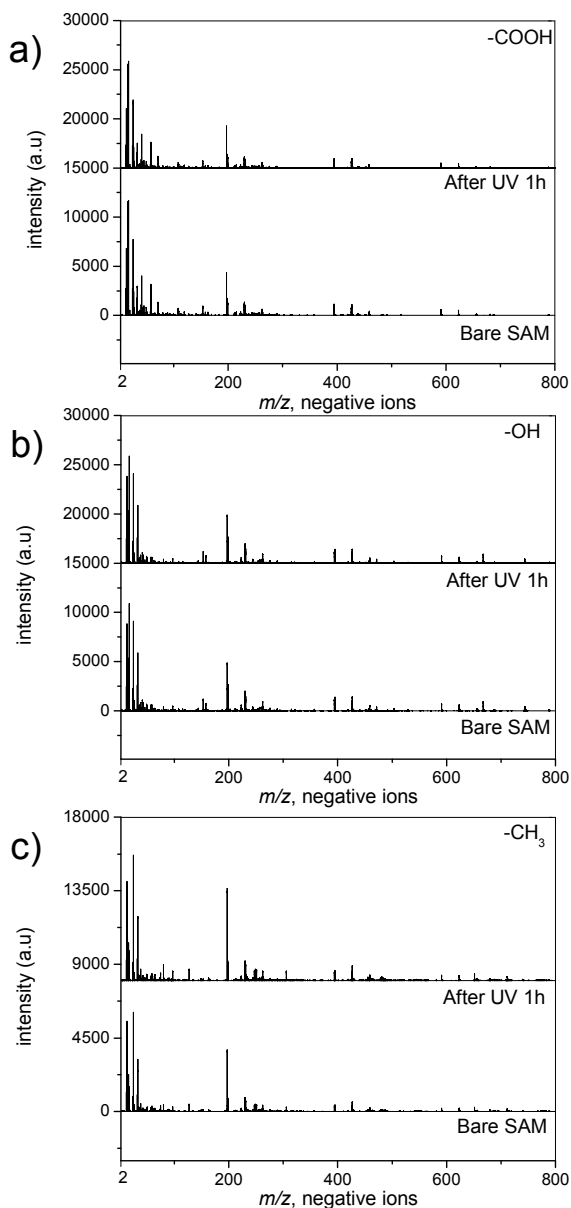 a)
-COOH
30000
25000
20000
15000
10000
5000
0
intensity (a.u)
After UV 1h
Bare SAM
2 200 400 600 800
m/z, negative ions
b)
-OH
30000
25000
20000
15000
10000
5000
0
intensity (a.u)
After UV 1h
Bare SAM
2 200 400 600 800
m/z, negative ions
c)
-CH₃
18000
13500
9000
4500
0
intensity (a.u)
After UV 1h
Bare SAM
2 200 400 600 800
m/z, negative ions